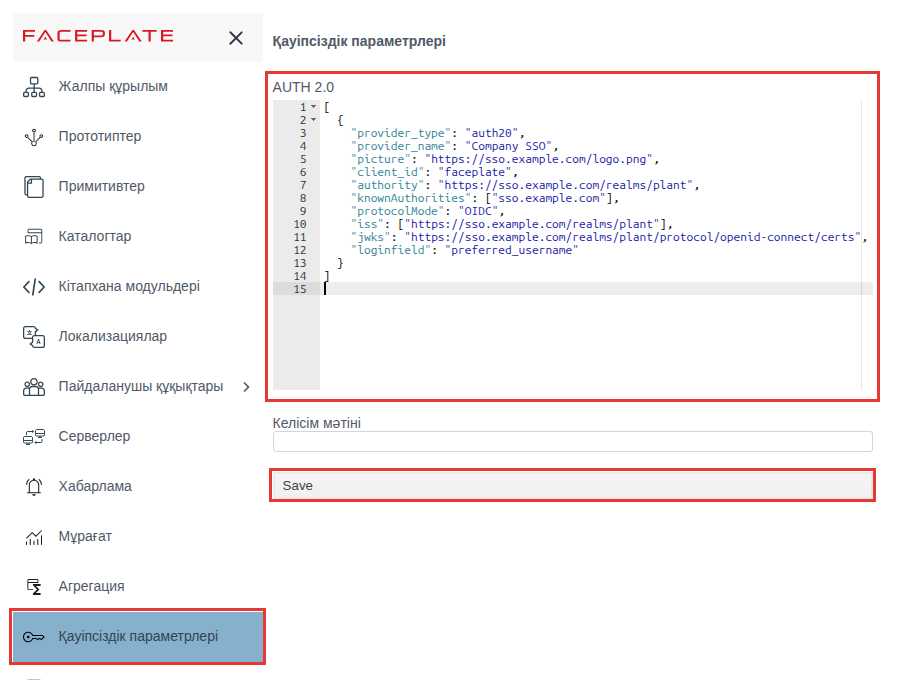 FACEPLATE
Жалпы құрылым
Прототиптер
Примитивтер
Каталогтар
Кітапхана модульдері
Локализациялар
Пайдаланушы құқықтары
Серверлер
Хабарлама
Мұрағат
Агрегация
Қауіпсіздік параметрлері
Қауіпсіздік параметрлері
AUTH 2.0
1 [
2 {
3 "provider_type": "auth20",
4 "provider_name": "Company SSO",
5 "picture": "https://sso.example.com/logo.png",
6 "client_id": "faceplate",
7 "authority": "https://sso.example.com/realms/plant",
8 "knownAuthorities": ["sso.example.com"],
9 "protocolMode": "OIDC",
10 "iss": ["https://sso.example.com/realms/plant"],
11 "jwks": "https://sso.example.com/realms/plant/protocol/openid-connect/certs",
12 "loginfield": "preferred_username"
13 }
14 ]
15
Келісім мәтіні
Save